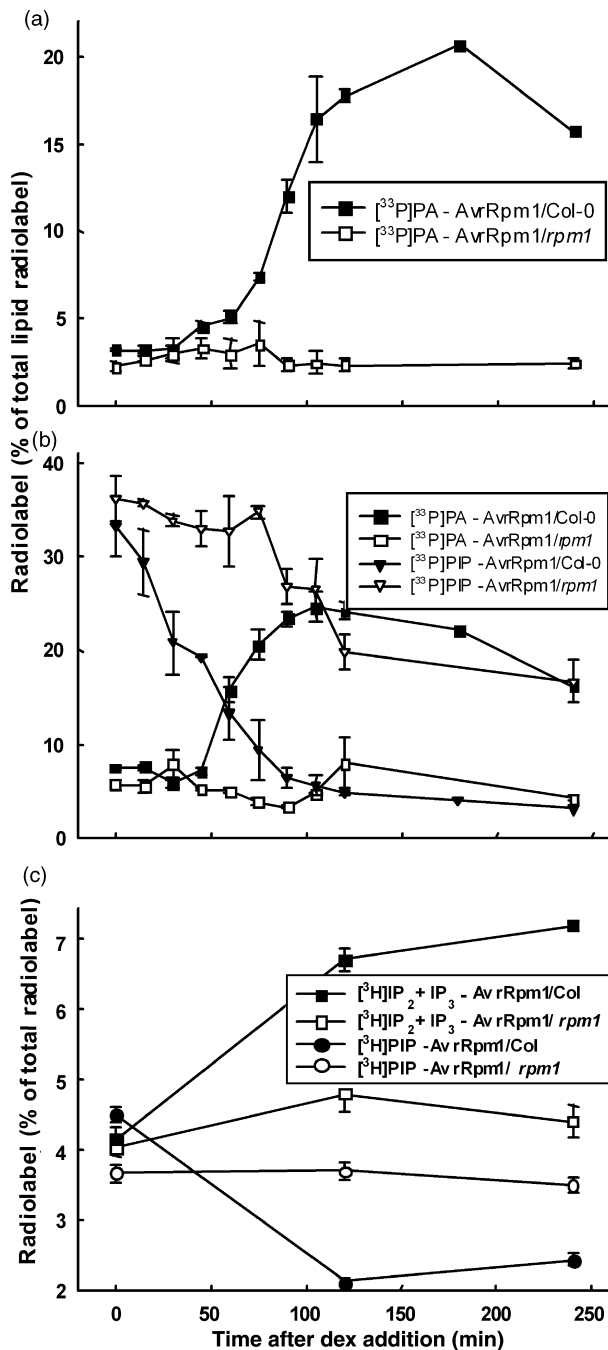 (a)
20
15
10
5
0
[³³P]PA - AvrRpm1/Col-0
[³³P]PA - AvrRpm1/rpm1
Radiolabel (% of total lipid radiolabel)
(b)
40
30
20
10
0
[³³P]PA - AvrRpm1/Col-0
[³³P]PA - AvrRpm1/rpm1
[³³P]PIP - AvrRpm1/Col-0
[³³P]PIP - AvrRpm1/rpm1
(c)
Radiolabel (% of total radiolabel)
7
6
5
4
3
2
[³H]IP₂+ IP₃ - AvrRpm1/Col
[³H]IP₂+ IP₃ - AvrRpm1/ rpm1
[³H]PIP -AvrRpm1/Col
[³H]PIP -AvrRpm1/ rpm1
0 50 100 150 200 250
Time after dex addition (min)